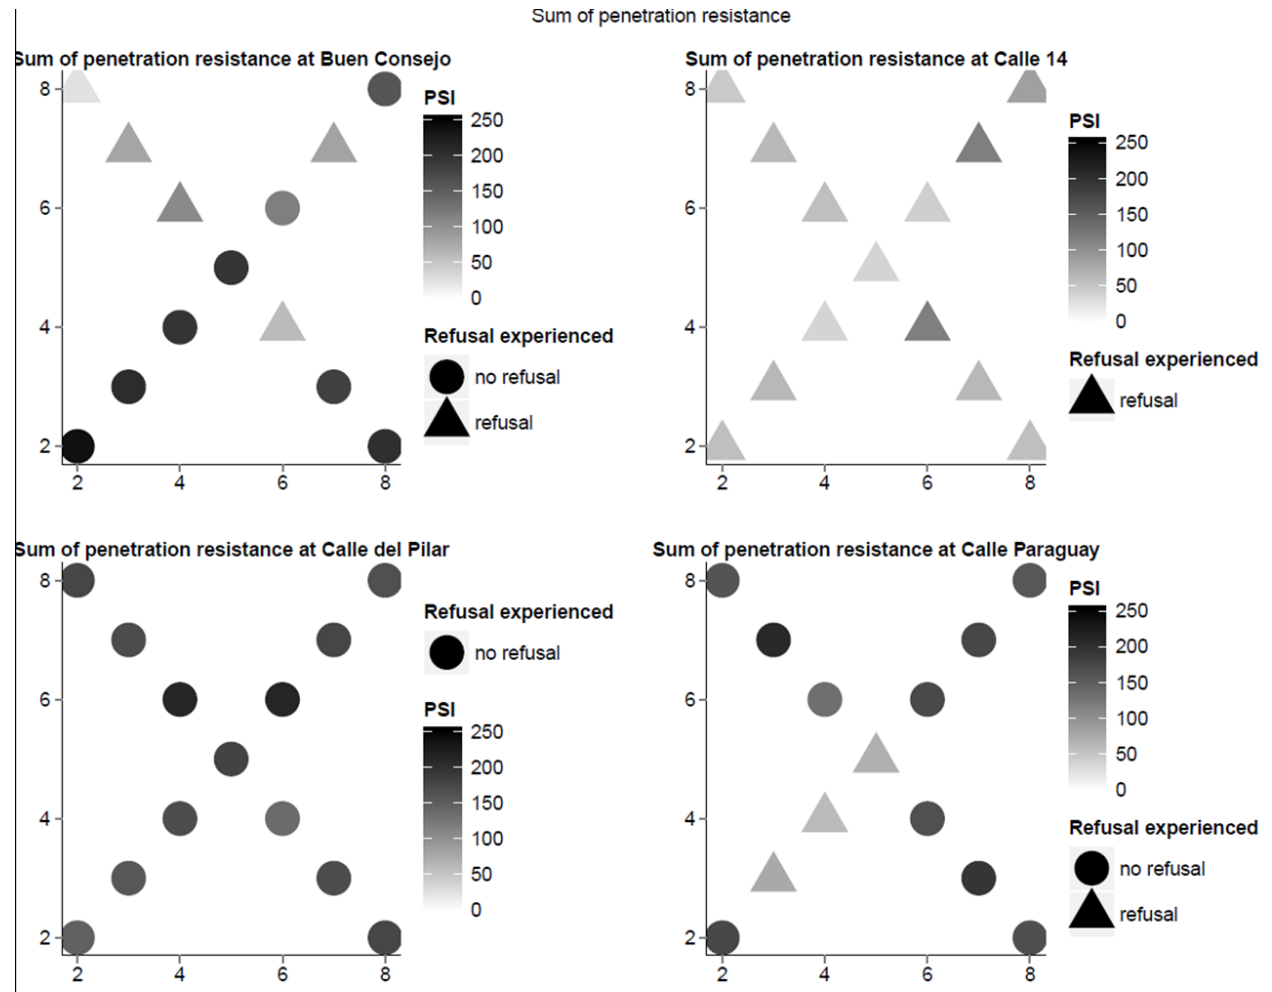 Sum of penetration resistance
Sum of penetration resistance at Buen Consejo
8
6
4
2
2 4 6 8
PSI
250
200
150
100
50
0
Refusal experienced
no refusal
refusal
Sum of penetration resistance at Calle 14
8
6
4
2
2 4 6 8
PSI
250
200
150
100
50
0
Refusal experienced
refusal
Sum of penetration resistance at Calle del Pilar
8
6
4
2
2 4 6 8
Refusal experienced
no refusal
PSI
250
200
150
100
50
0
Sum of penetration resistance at Calle Paraguay
8
6
4
2
2 4 6 8
PSI
250
200
150
100
50
0
Refusal experienced
no refusal
refusal